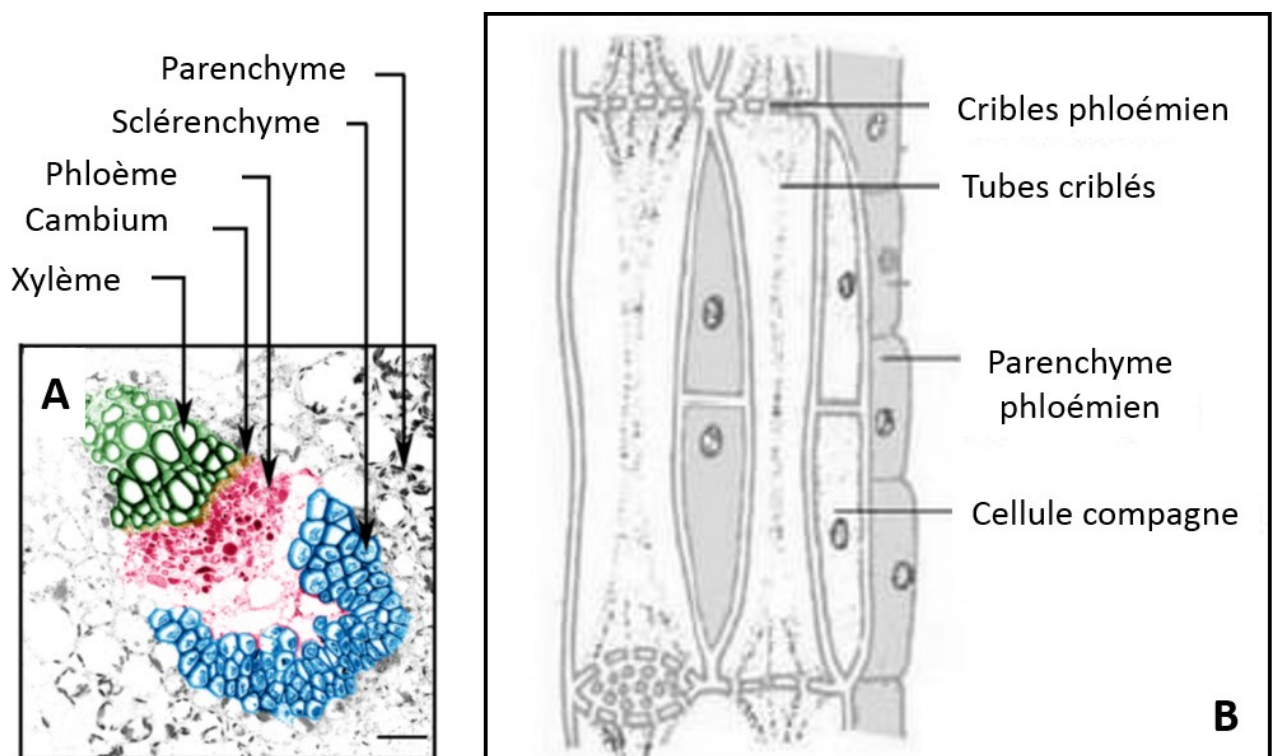 Parenchyme
Sclérenchyme
Phloème
Cambium
Xylème
A
Cribles phloémien
Tubes criblés
Parenchyme
phloémien
Cellule compagne
B